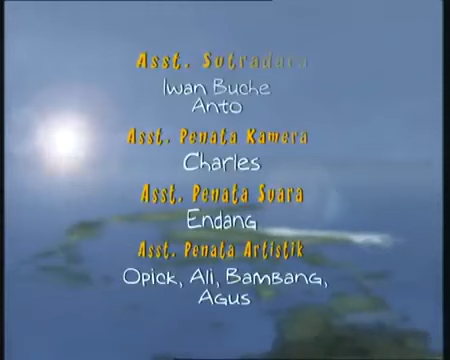 Asst. Sutradara
Iwan Buche
Anto
Asst. Penata Kamera
Charles
Asst. Penata Suara
Endang
Asst. Penata Artistik
Opick, Ali, Bambang,
Agus